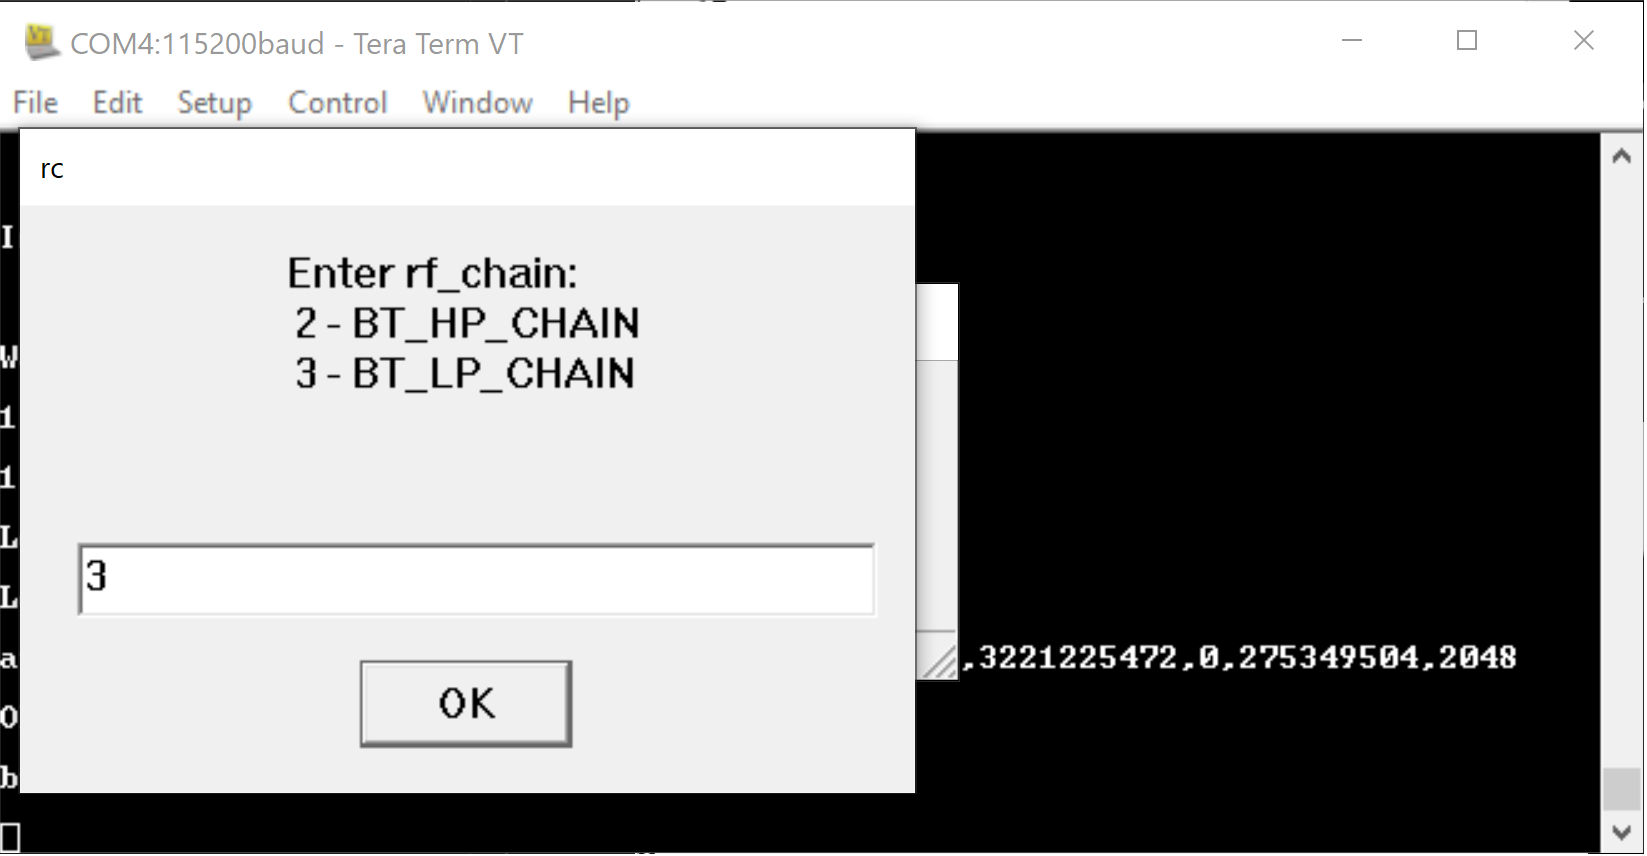 COM4:115200baud - Tera Term VT
File Edit Setup Control Window Help
rc
I
Enter rf_chain:
2 - BT_HP_CHAIN
3 - BT_LP_CHAIN
W
1
1
L
3
L
a ,3221225472,0,275349504,2048
OK
O
b